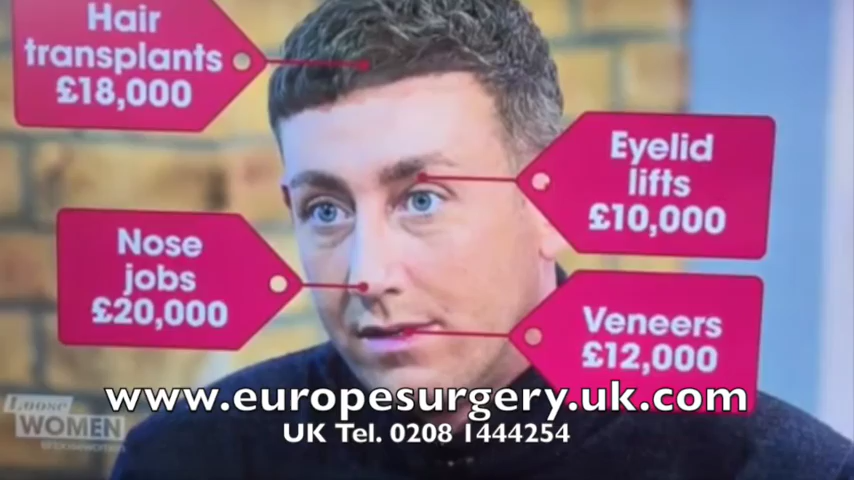 Hair
transplants
£18,000
Eyelid
lifts
£10,000
Nose
jobs
£20,000
Veneers
£12,000
Loose
WOMEN
www.europesurgery.uk.com
UK Tel. 0208 1444254